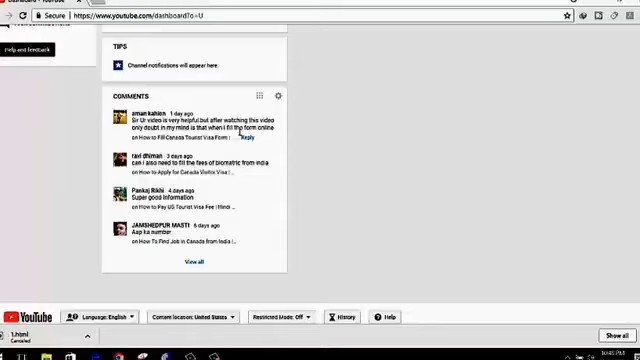 Secure | https://www.youtube.com/dashboard?o=U
Help and feedback
TIPS
Channel notifications will appear here.
COMMENTS
aman kahlon 1 day ago
Sir Ur video is very helpful.but after watching this video
only doubt in my mind is that when I fill the form online
on How to Fill Canada Tourist Visa Form | ... Reply
ravi dhiman 3 days ago
can i also need to fill the fees of biometric from india
on How to Apply for Canada Visitor Visa |...
Pankaj Rikhi 4 days ago
Super good information
on How to Pay US Tourist Visa Fee | Hindi ...
JAMSHEDPUR MASTI 6 days ago
Aap ka number
on How To Find Job in Canada from India |...
View all
YouTube
Language: English
Content location: United States
Restricted Mode: Off
History
Help
1.html
Canceled
Show all